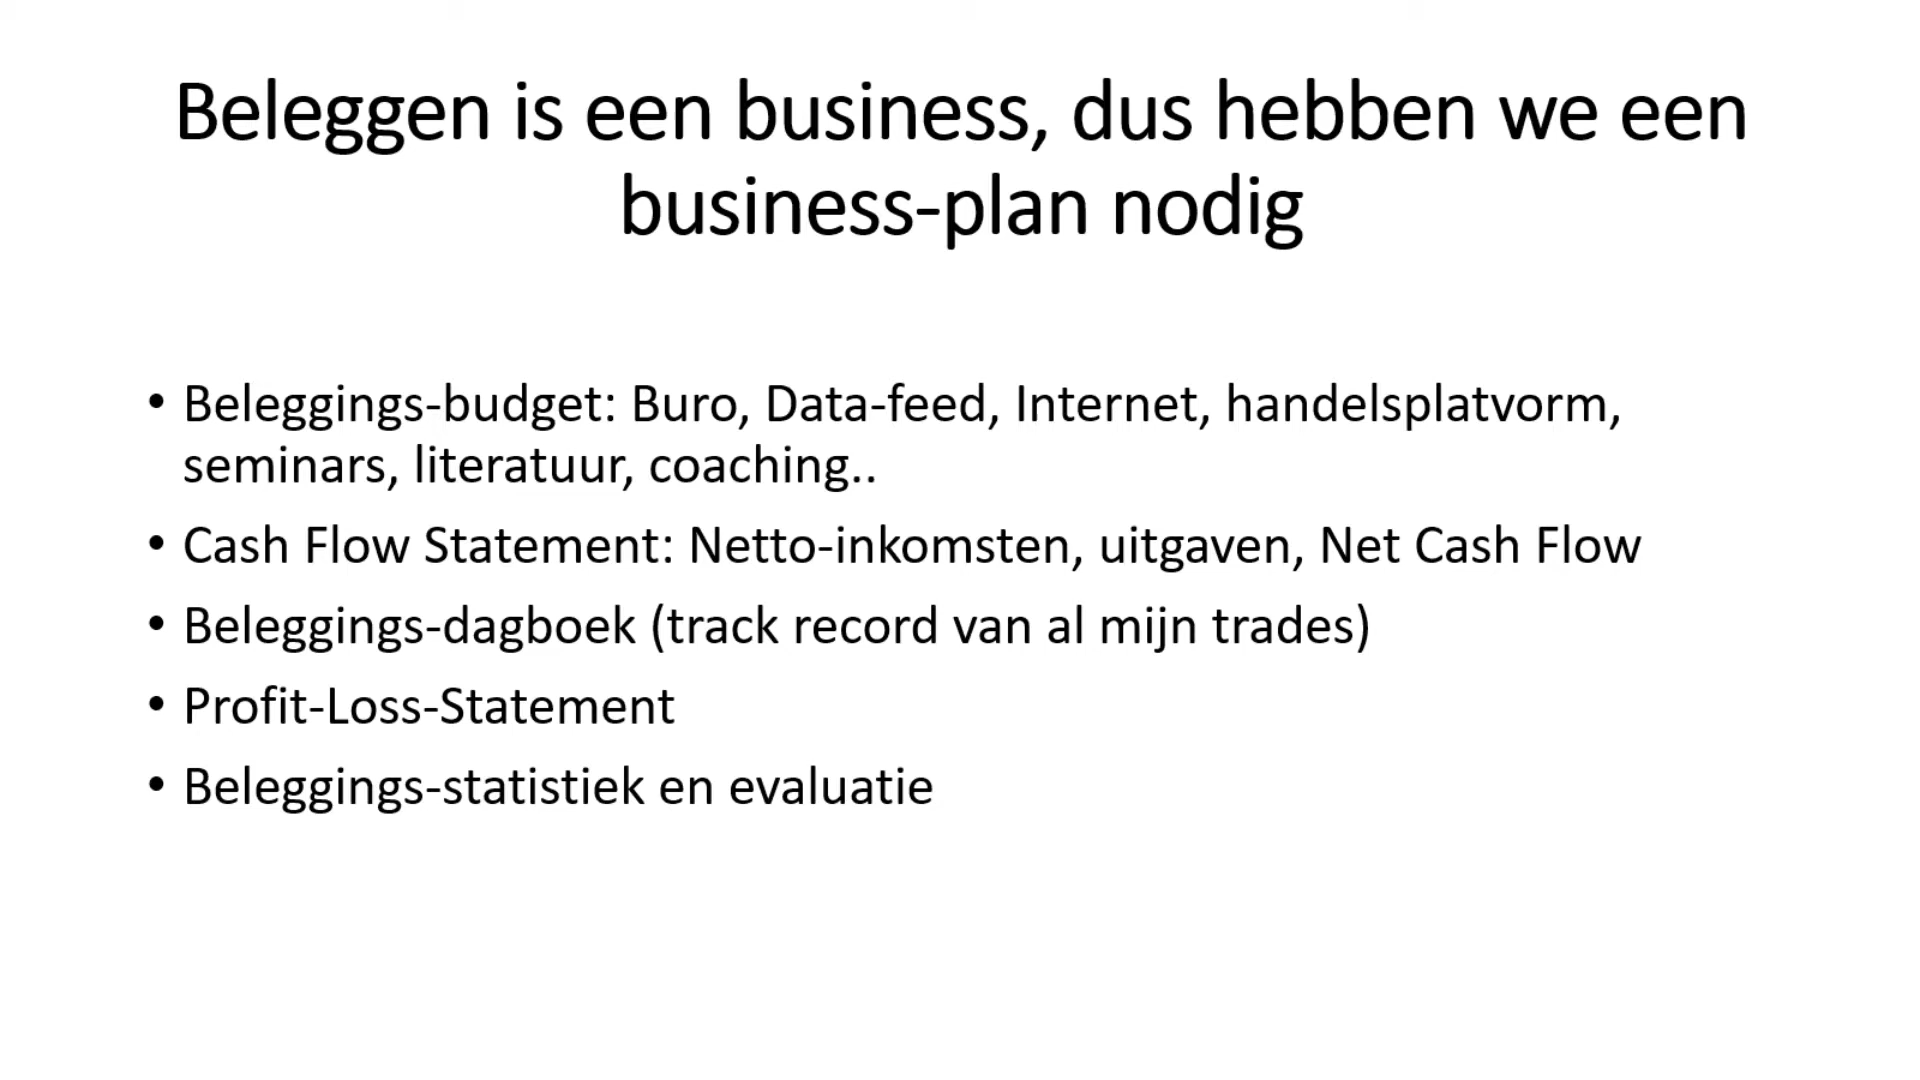 Beleggen is een business, dus hebben we een
business-plan nodig
• Beleggings-budget: Buro, Data-feed, Internet, handelsplatvorm,
seminars, literatuur, coaching..
• Cash Flow Statement: Netto-inkomsten, uitgaven, Net Cash Flow
• Beleggings-dagboek (track record van al mijn trades)
• Profit-Loss-Statement
• Beleggings-statistiek en evaluatie